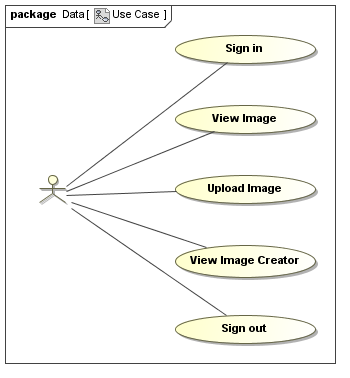 package Data [ Use Case ]
Sign in
View Image
Upload Image
View Image Creator
Sign out